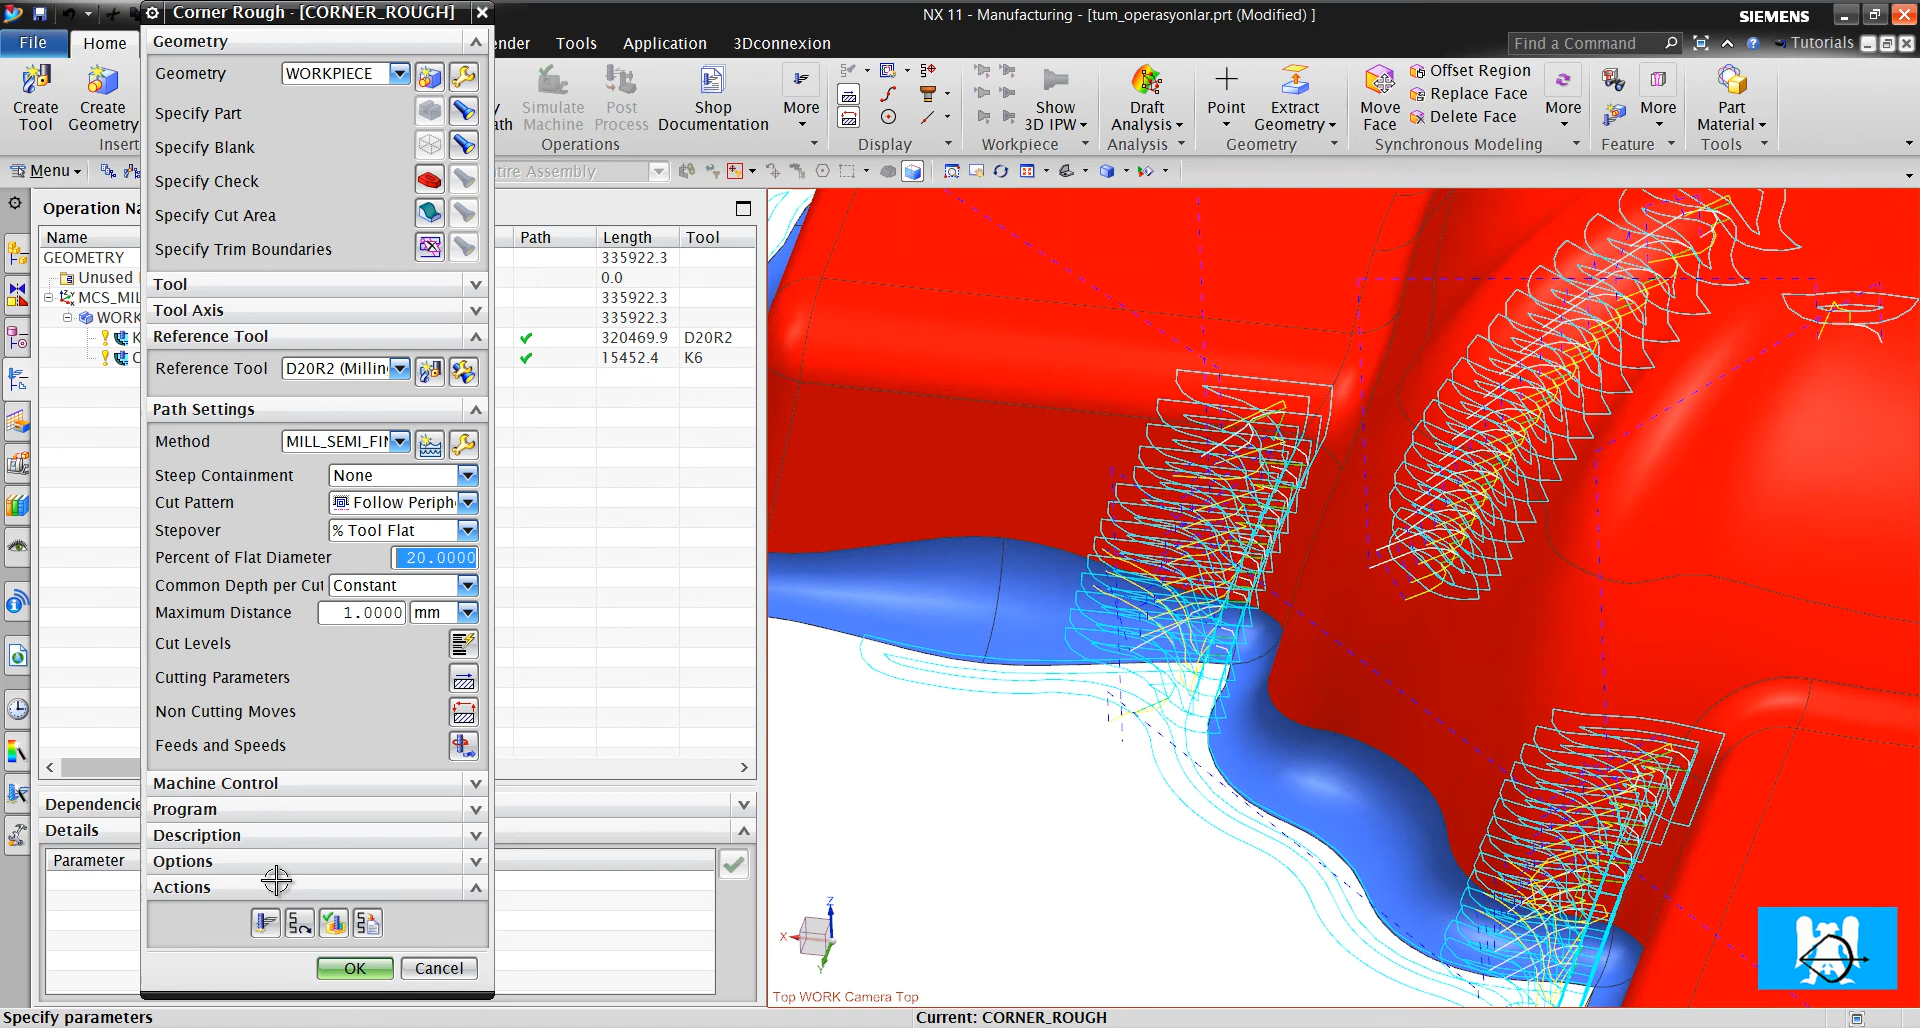 Corner Rough - [CORNER_ROUGH]
NX 11 - Manufacturing - [tum_operasyonlar.prt (Modified) ]
SIEMENS
File
Home
ender
Tools
Application
3Dconnexion
Find a Command
Tutorials
Create Tool
Create Geometry
Insert
Simulate Machine
Post Process
Shop Documentation
More
Operations
Display
Show 3D IPW
Workpiece
Draft Analysis
Analysis
Point
Extract Geometry
Geometry
Move Face
Offset Region
Replace Face
Delete Face
More
Synchronous Modeling
More
Feature
Part Material
Tools
Menu
tire Assembly
Geometry
Geometry
WORKPIECE
Specify Part
Specify Blank
Specify Check
Specify Cut Area
Specify Trim Boundaries
Tool
Tool Axis
Reference Tool
Reference Tool
D20R2 (Millin
Path Settings
Method
MILL_SEMI_FIN
Steep Containment
None
Cut Pattern
Follow Periph
Stepover
% Tool Flat
Percent of Flat Diameter
20.0000
Common Depth per Cut
Constant
Maximum Distance
1.0000
mm
Cut Levels
Cutting Parameters
Non Cutting Moves
Feeds and Speeds
Machine Control
Program
Description
Options
Actions
OK
Cancel
Operation Na
Name
Path
Length
Tool
GEOMETRY
335922.3
Unused
0.0
MCS_MIL
335922.3
WORK
335922.3
K
320469.9
D20R2
C
15452.4
K6
Dependencie
Details
Parameter
Z
X
Y
Top WORK Camera Top
Specify parameters
Current: CORNER_ROUGH